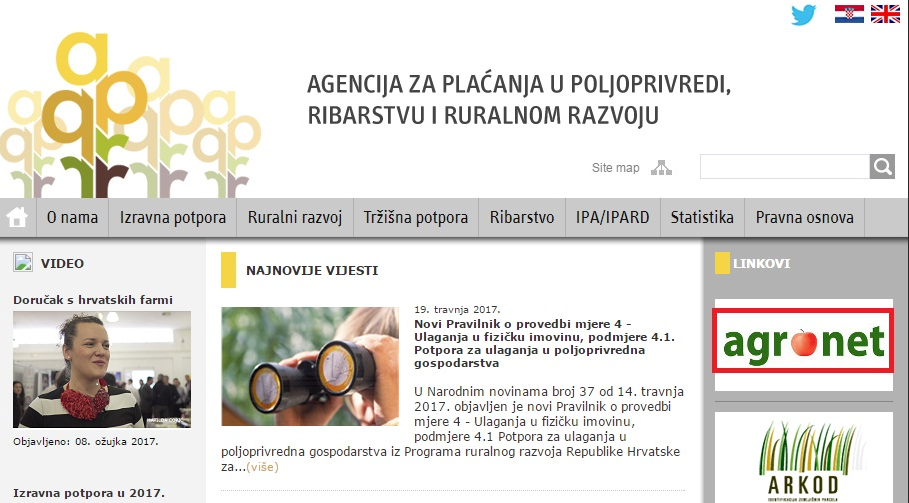 AGENCIJA ZA PLAĆANJA U POLJOPRIVREDI,
RIBARSTVU I RURALNOM RAZVOJU
Site map
O nama
Izravna potpora
Ruralni razvoj
Tržišna potpora
Ribarstvo
IPA/IPARD
Statistika
Pravna osnova
VIDEO
Doručak s hrvatskih farmi
Objavljeno: 08. ožujka 2017.
Izravna potpora u 2017.
NAJNOVIJE VIJESTI
19. travnja 2017.
Novi Pravilnik o provedbi mjere 4 -
Ulaganja u fizičku imovinu, podmjere 4.1.
Potpora za ulaganja u poljoprivredna
gospodarstva
U Narodnim novinama broj 37 od 14. travnja
2017. objavljen je novi Pravilnik o provedbi
mjere 4 - Ulaganja u fizičku imovinu,
podmjere 4.1 Potpora za ulaganja u
poljoprivredna gospodarstva iz Programa ruralnog razvoja Republike Hrvatske
za...(više)
LINKOVI
agronet
ARKOD